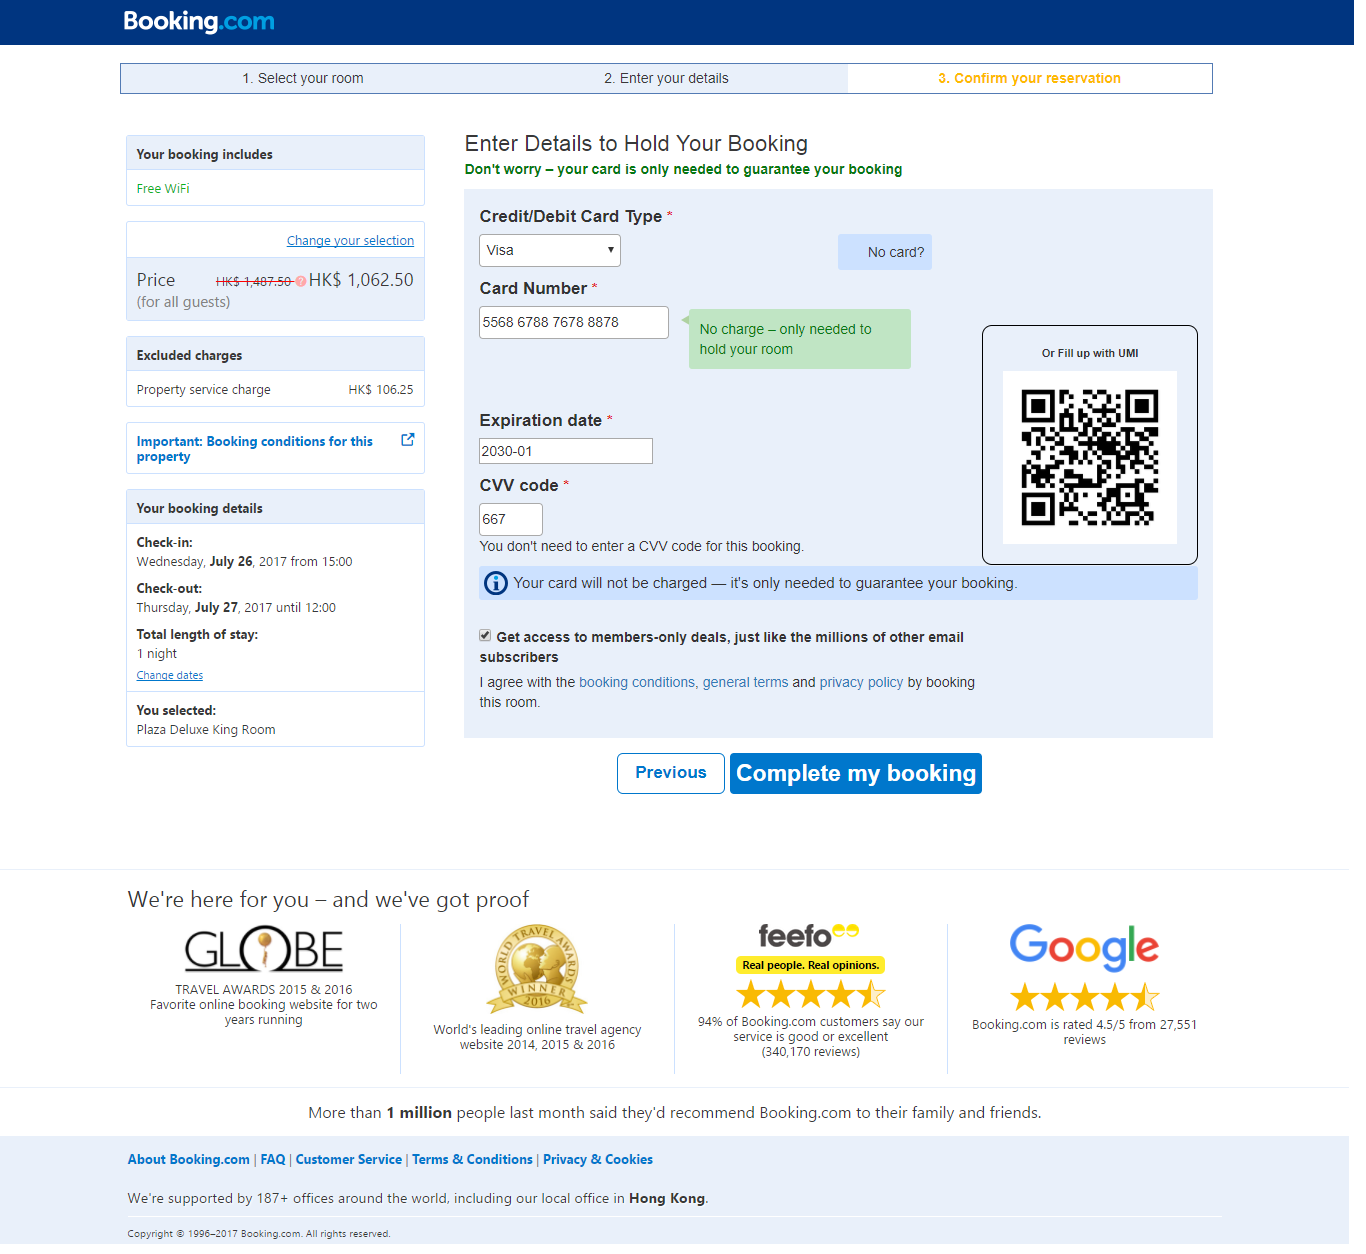 Booking.com
1. Select your room
2. Enter your details
3. Confirm your reservation
Your booking includes
Free WiFi
Change your selection
Price HK$ 1,487.50 ? HK$ 1,062.50
(for all guests)
Excluded charges
Property service charge HK$ 106.25
Important: Booking conditions for this
property
Your booking details
Check-in:
Wednesday, July 26, 2017 from 15:00
Check-out:
Thursday, July 27, 2017 until 12:00
Total length of stay:
1 night
Change dates
You selected:
Plaza Deluxe King Room
Enter Details to Hold Your Booking
Don't worry – your card is only needed to guarantee your booking
Credit/Debit Card Type *
Visa
No card?
Card Number *
5568 6788 7678 8878
No charge – only needed to
hold your room
Or Fill up with UMI
Expiration date *
2030-01
CVV code *
667
You don't need to enter a CVV code for this booking.
Your card will not be charged — it's only needed to guarantee your booking.
Get access to members-only deals, just like the millions of other email
subscribers
I agree with the booking conditions, general terms and privacy policy by booking
this room.
Previous
Complete my booking
We're here for you – and we've got proof
GLOBE
TRAVEL AWARDS 2015 & 2016
Favorite online booking website for two
years running
WORLD TRAVEL AWARDS
WINNER
2016
World's leading online travel agency
website 2014, 2015 & 2016
feefo
Real people. Real opinions.
94% of Booking.com customers say our
service is good or excellent
(340,170 reviews)
Google
Booking.com is rated 4.5/5 from 27,551
reviews
More than 1 million people last month said they'd recommend Booking.com to their family and friends.
About Booking.com | FAQ | Customer Service | Terms & Conditions | Privacy & Cookies
We're supported by 187+ offices around the world, including our local office in Hong Kong.
Copyright © 1996–2017 Booking.com. All rights reserved.